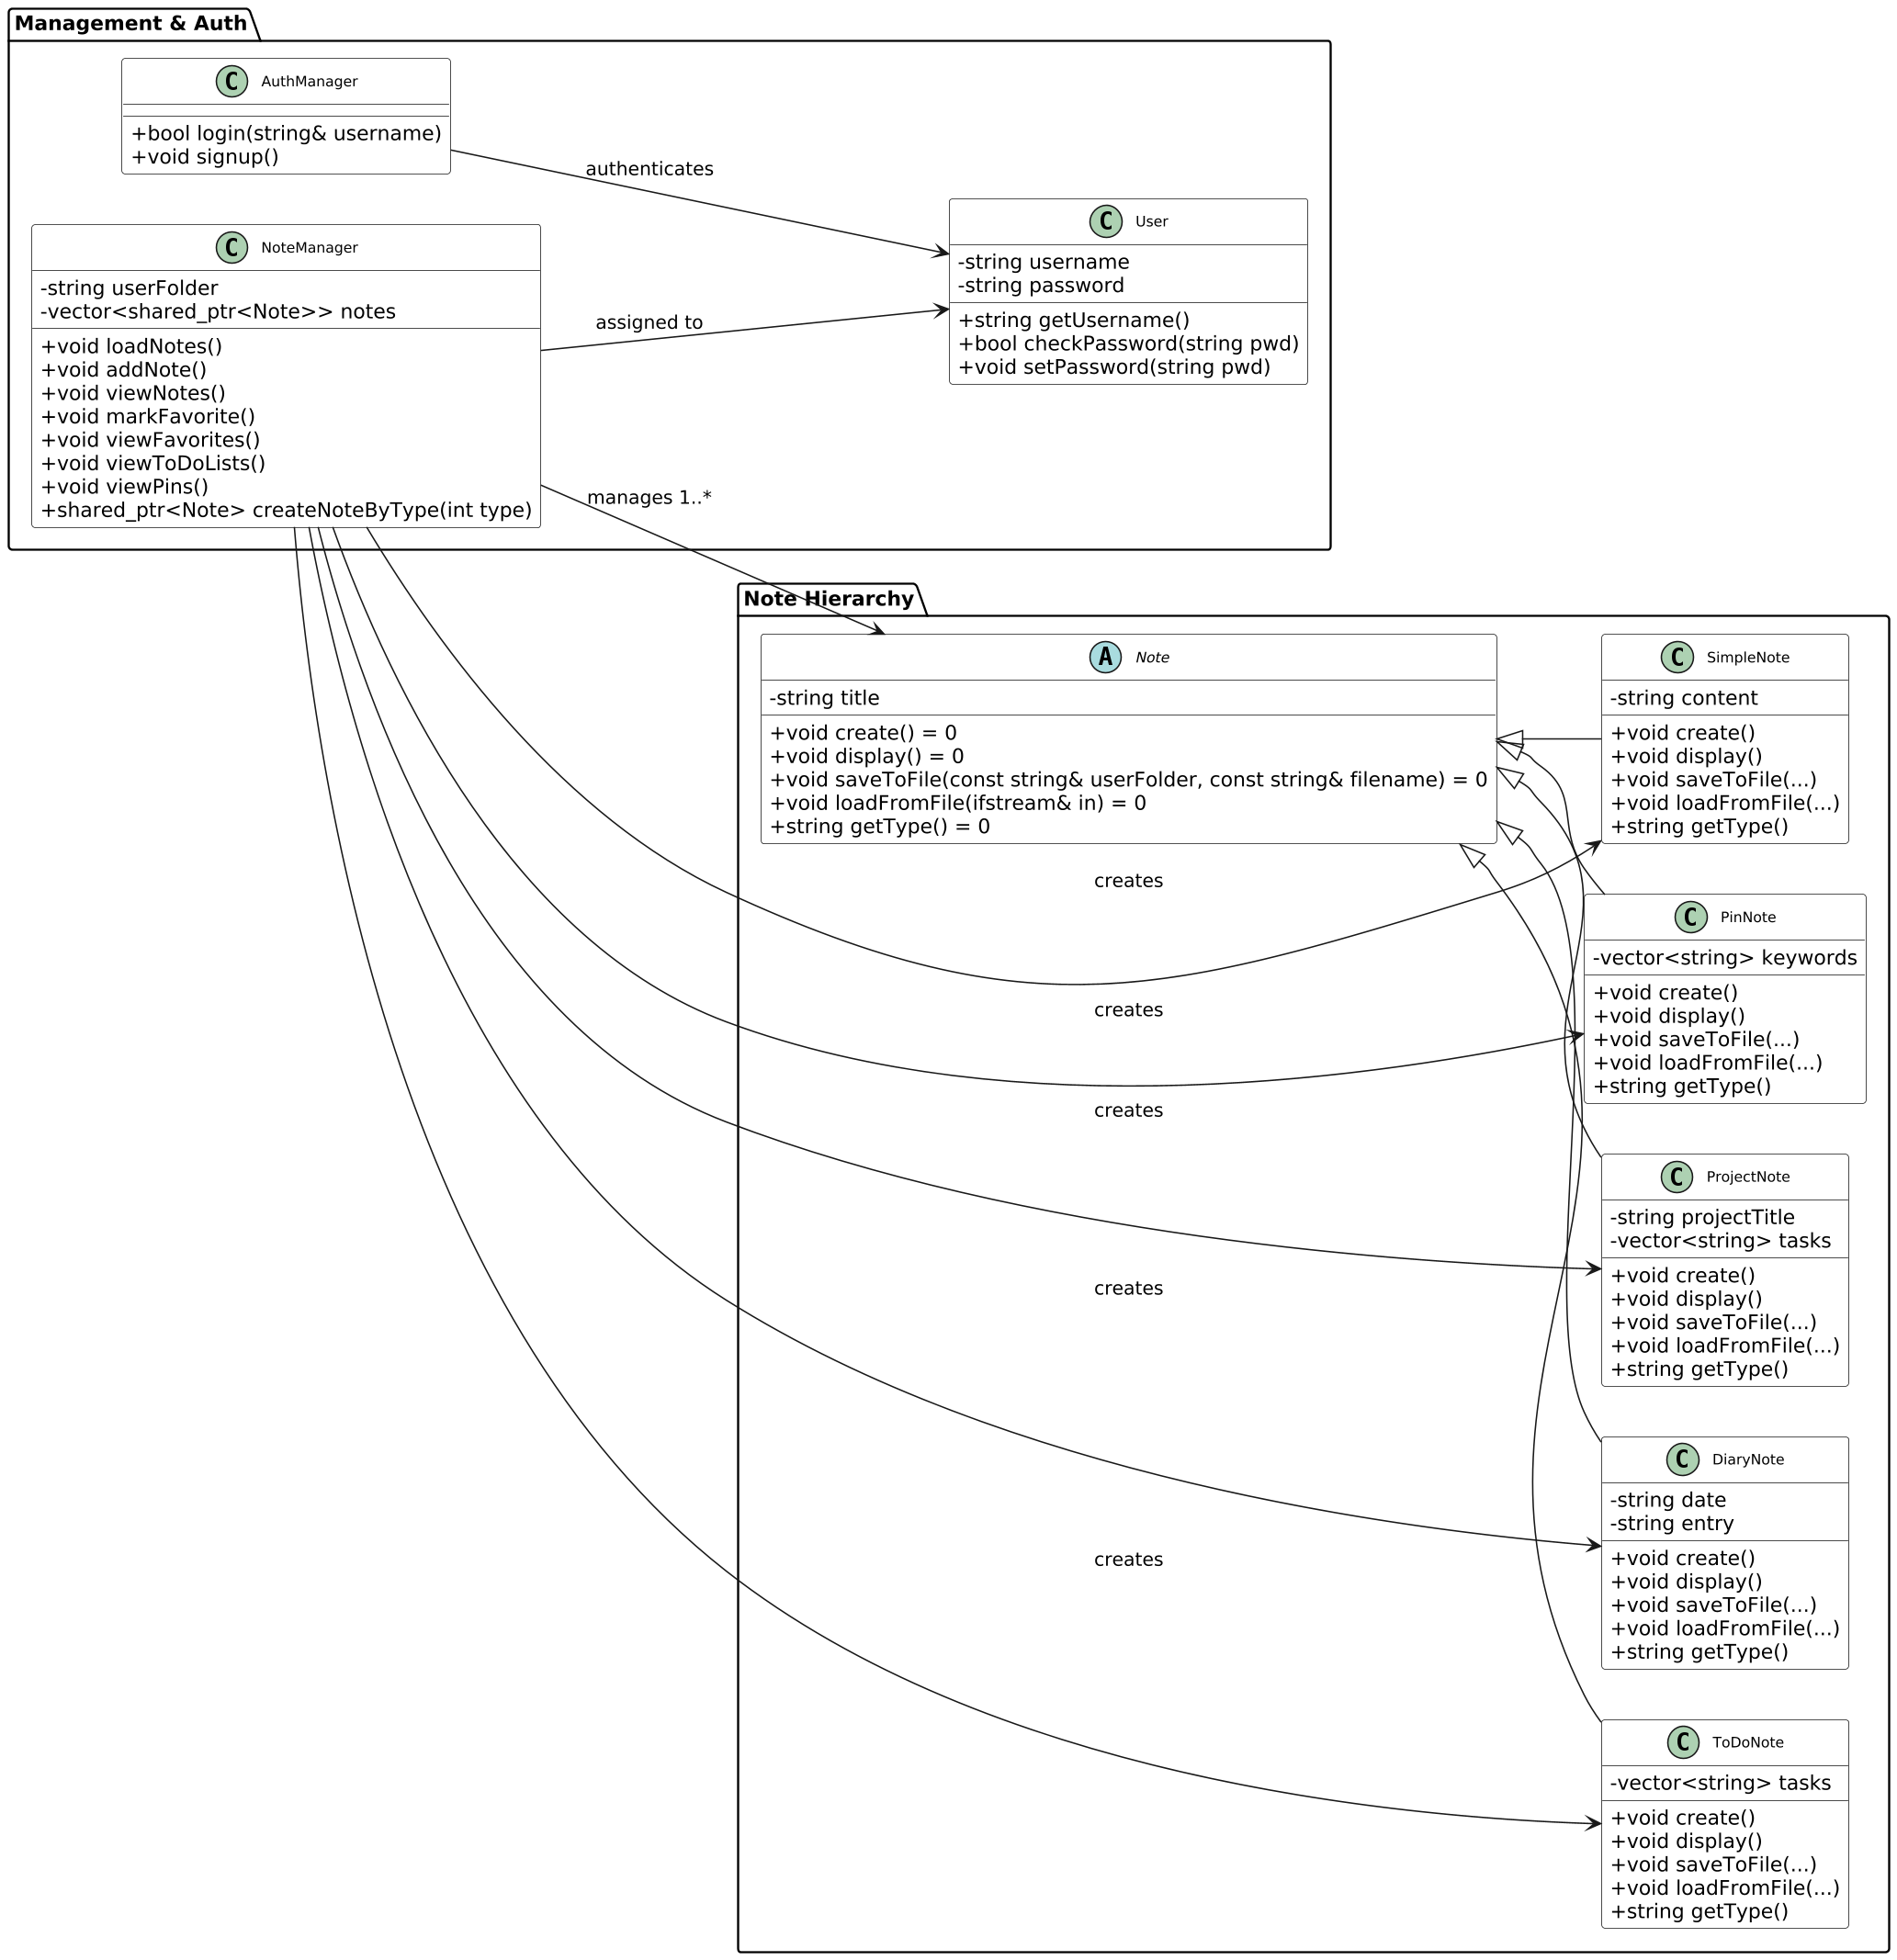 Management & Auth
C AuthManager
+bool login(string& username)
+void signup()
authenticates
C NoteManager
-string userFolder
-vector<shared_ptr<Note>> notes
+void loadNotes()
+void addNote()
+void viewNotes()
+void markFavorite()
+void viewFavorites()
+void viewToDoLists()
+void viewPins()
+shared_ptr<Note> createNoteByType(int type)
assigned to
manages 1..*
C User
-string username
-string password
+string getUsername()
+bool checkPassword(string pwd)
+void setPassword(string pwd)
Note Hierarchy
A Note
-string title
+void create() = 0
+void display() = 0
+void saveToFile(const string& userFolder, const string& filename) = 0
+void loadFromFile(ifstream& in) = 0
+string getType() = 0
creates
creates
creates
creates
creates
C SimpleNote
-string content
+void create()
+void display()
+void saveToFile(...)
+void loadFromFile(...)
+string getType()
C PinNote
-vector<string> keywords
+void create()
+void display()
+void saveToFile(...)
+void loadFromFile(...)
+string getType()
C ProjectNote
-string projectTitle
-vector<string> tasks
+void create()
+void display()
+void saveToFile(...)
+void loadFromFile(...)
+string getType()
C DiaryNote
-string date
-string entry
+void create()
+void display()
+void saveToFile(...)
+void loadFromFile(...)
+string getType()
C ToDoNote
-vector<string> tasks
+void create()
+void display()
+void saveToFile(...)
+void loadFromFile(...)
+string getType()